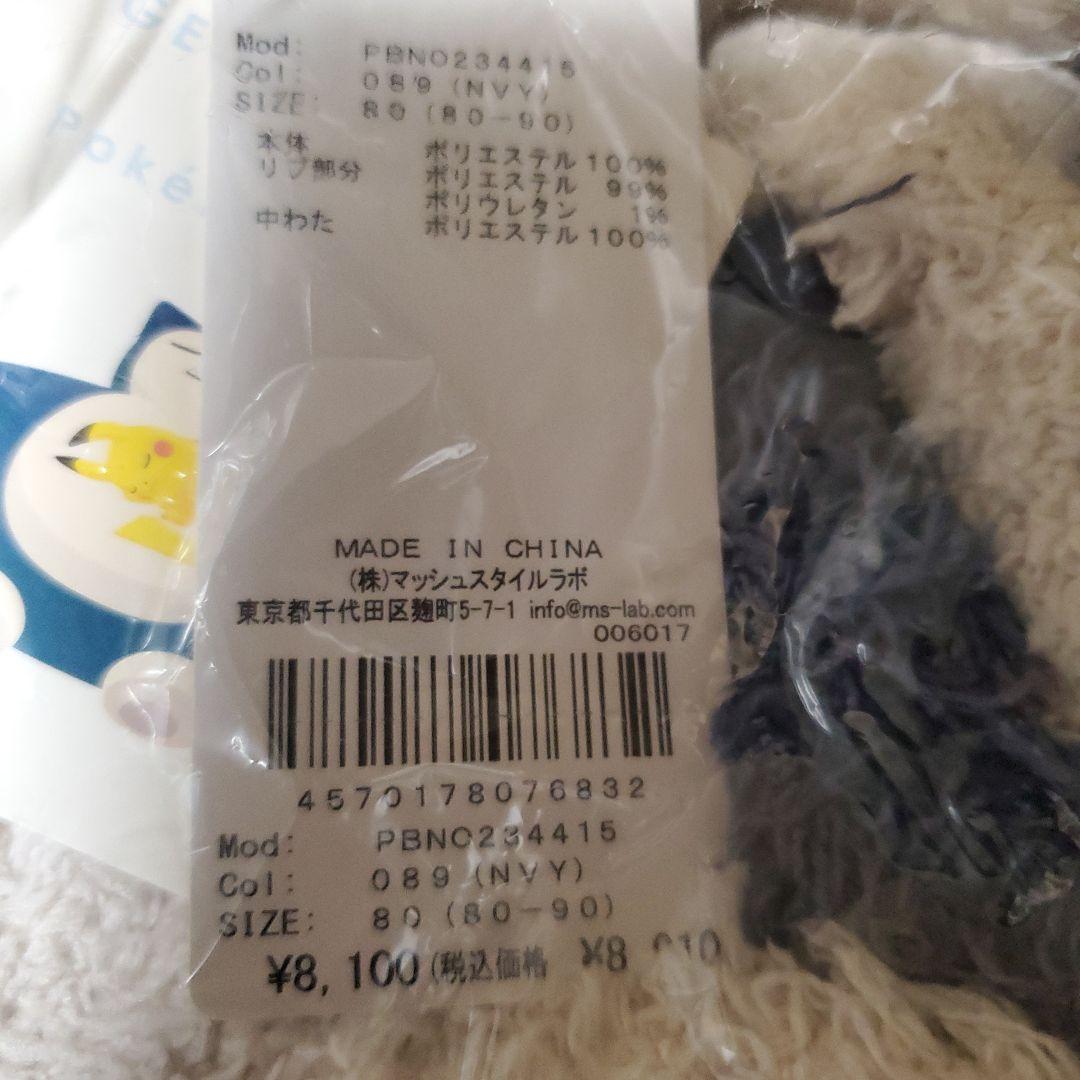 GE
Poké
Mod: PBNO234415
Col: 089 (NVY)
SIZE: 80 (80-90)
本体 ポリエステル 100%
リブ部分 ポリエステル 99%
ポリウレタン 1%
中わた ポリエステル 100%
MADE IN CHINA
(株)マッシュスタイルラボ
東京都千代田区麹町5-7-1 info@ms-lab.com
006017
4570178076832
Mod: PBNO234415
Col: 089 (NVY)
SIZE: 80 (80-90)
¥8,100(税込価格